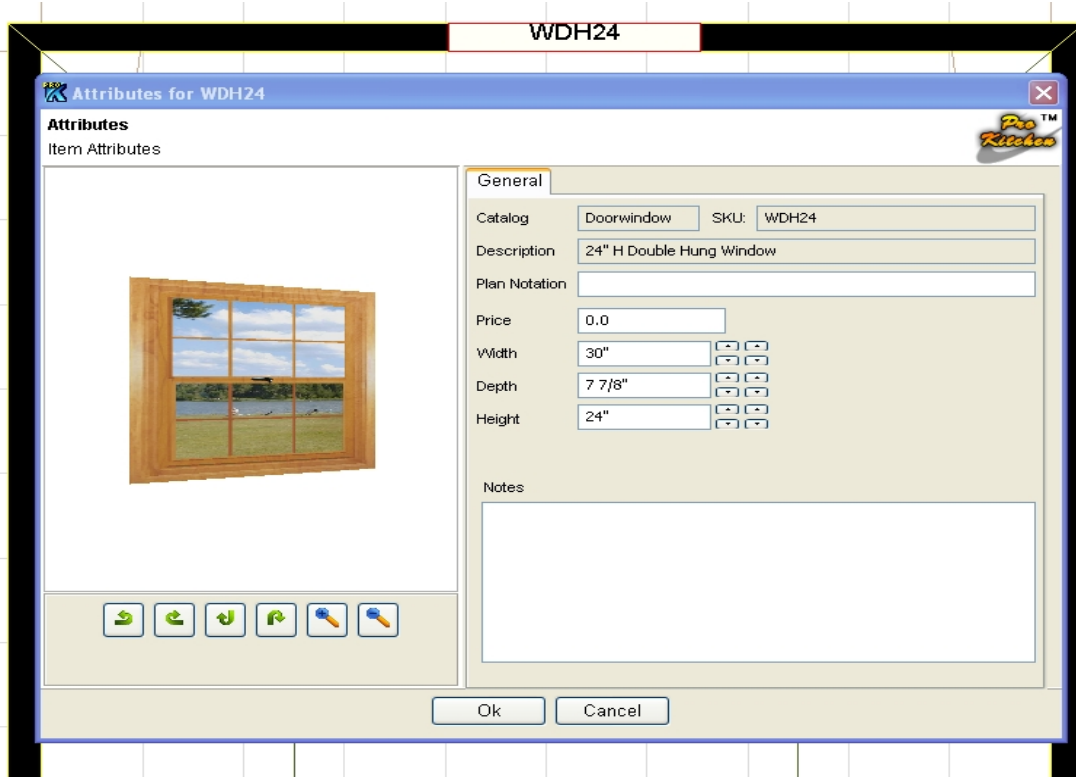 WDH24
Attributes for WDH24
Attributes
Item Attributes
Pro Kitchen TM
General
Catalog Doorwindow SKU: WDH24
Description 24" H Double Hung Window
Plan Notation
Price 0.0
Width 30"
Depth 7 7/8"
Height 24"
Notes
Ok Cancel